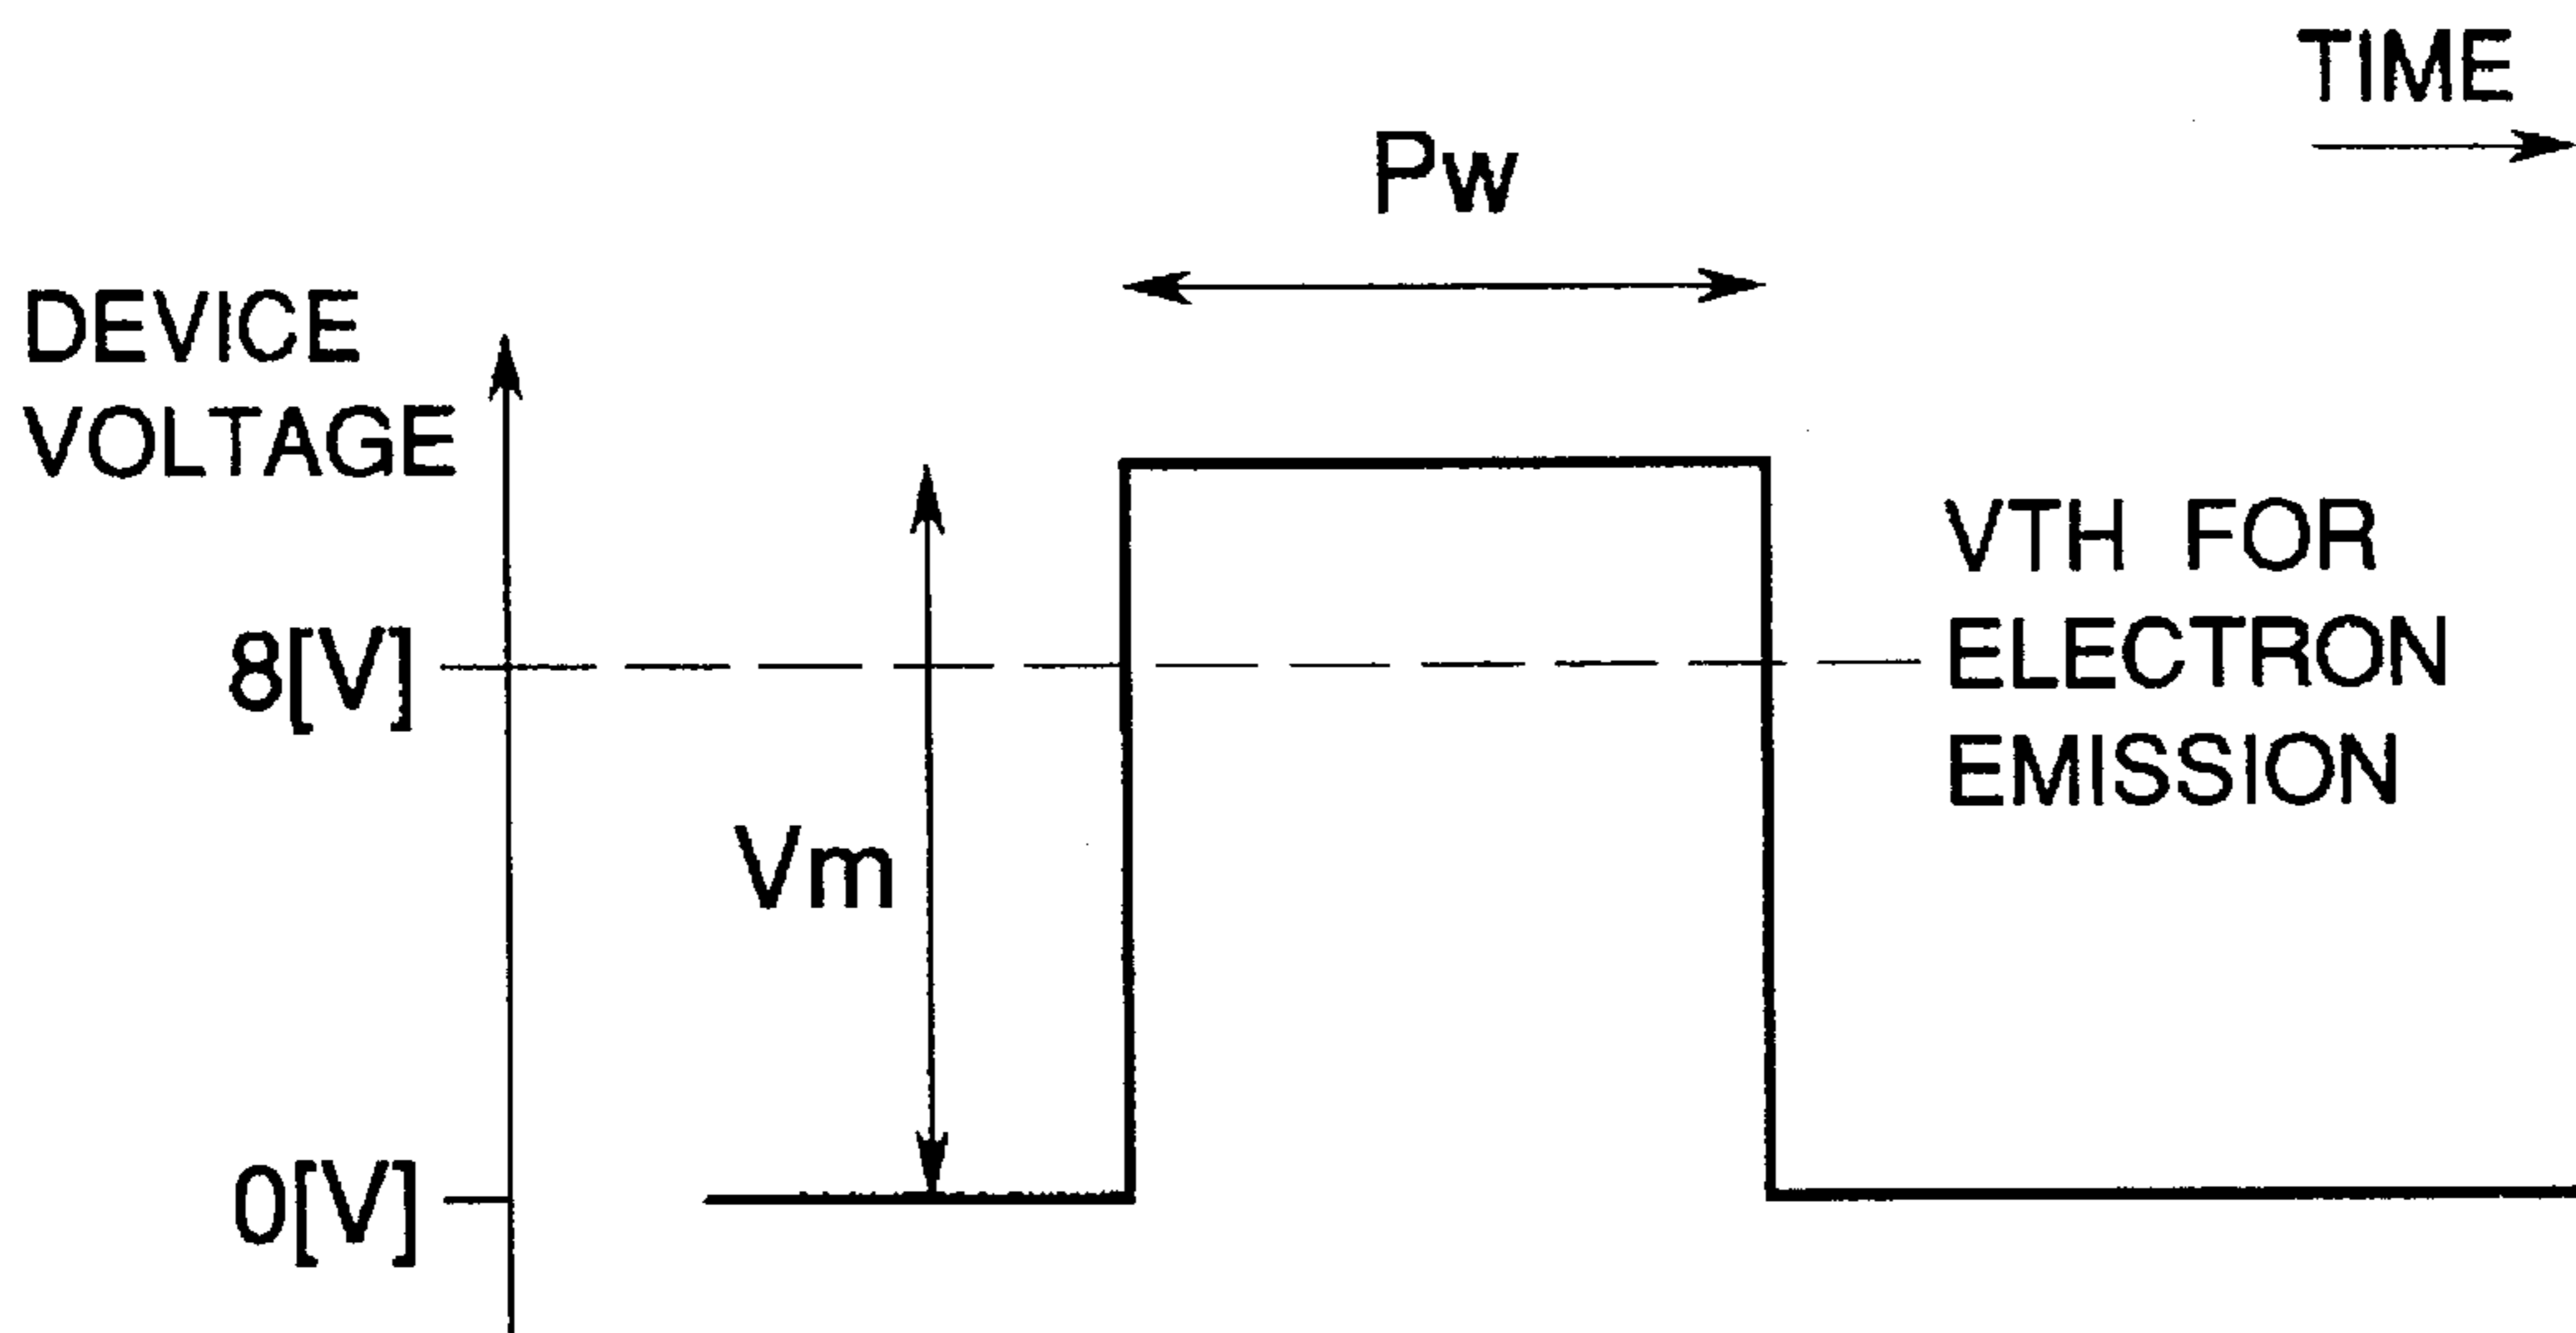 TIME
Pw
DEVICE
VOLTAGE
VTH FOR
ELECTRON
EMISSION
8[V]
Vm
0[V]